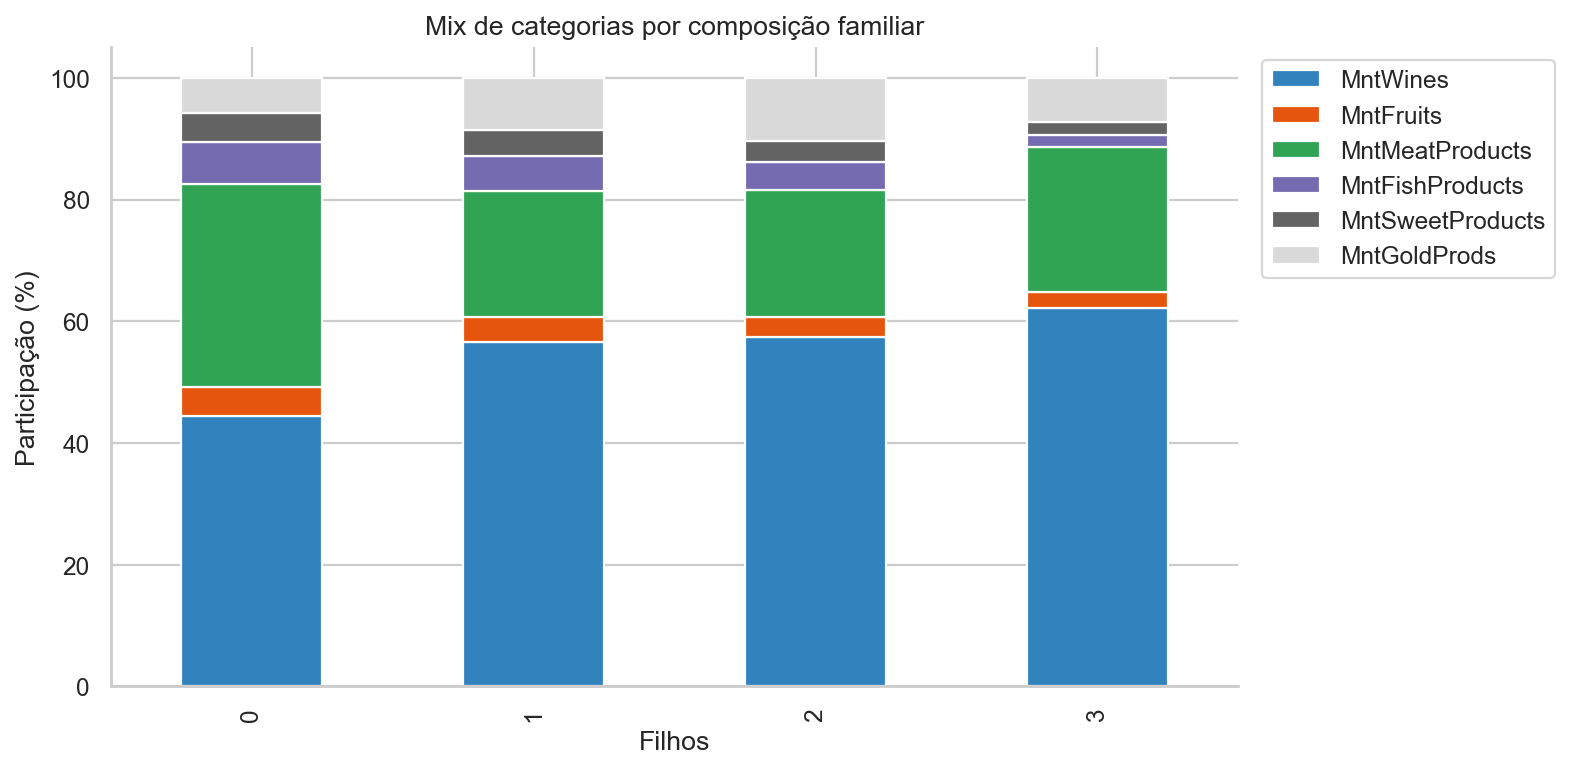 Mix de categorias por composição familiar
Participação (%)
100
80
60
40
20
0
0
1
2
3
Filhos
MntWines
MntFruits
MntMeatProducts
MntFishProducts
MntSweetProducts
MntGoldProds